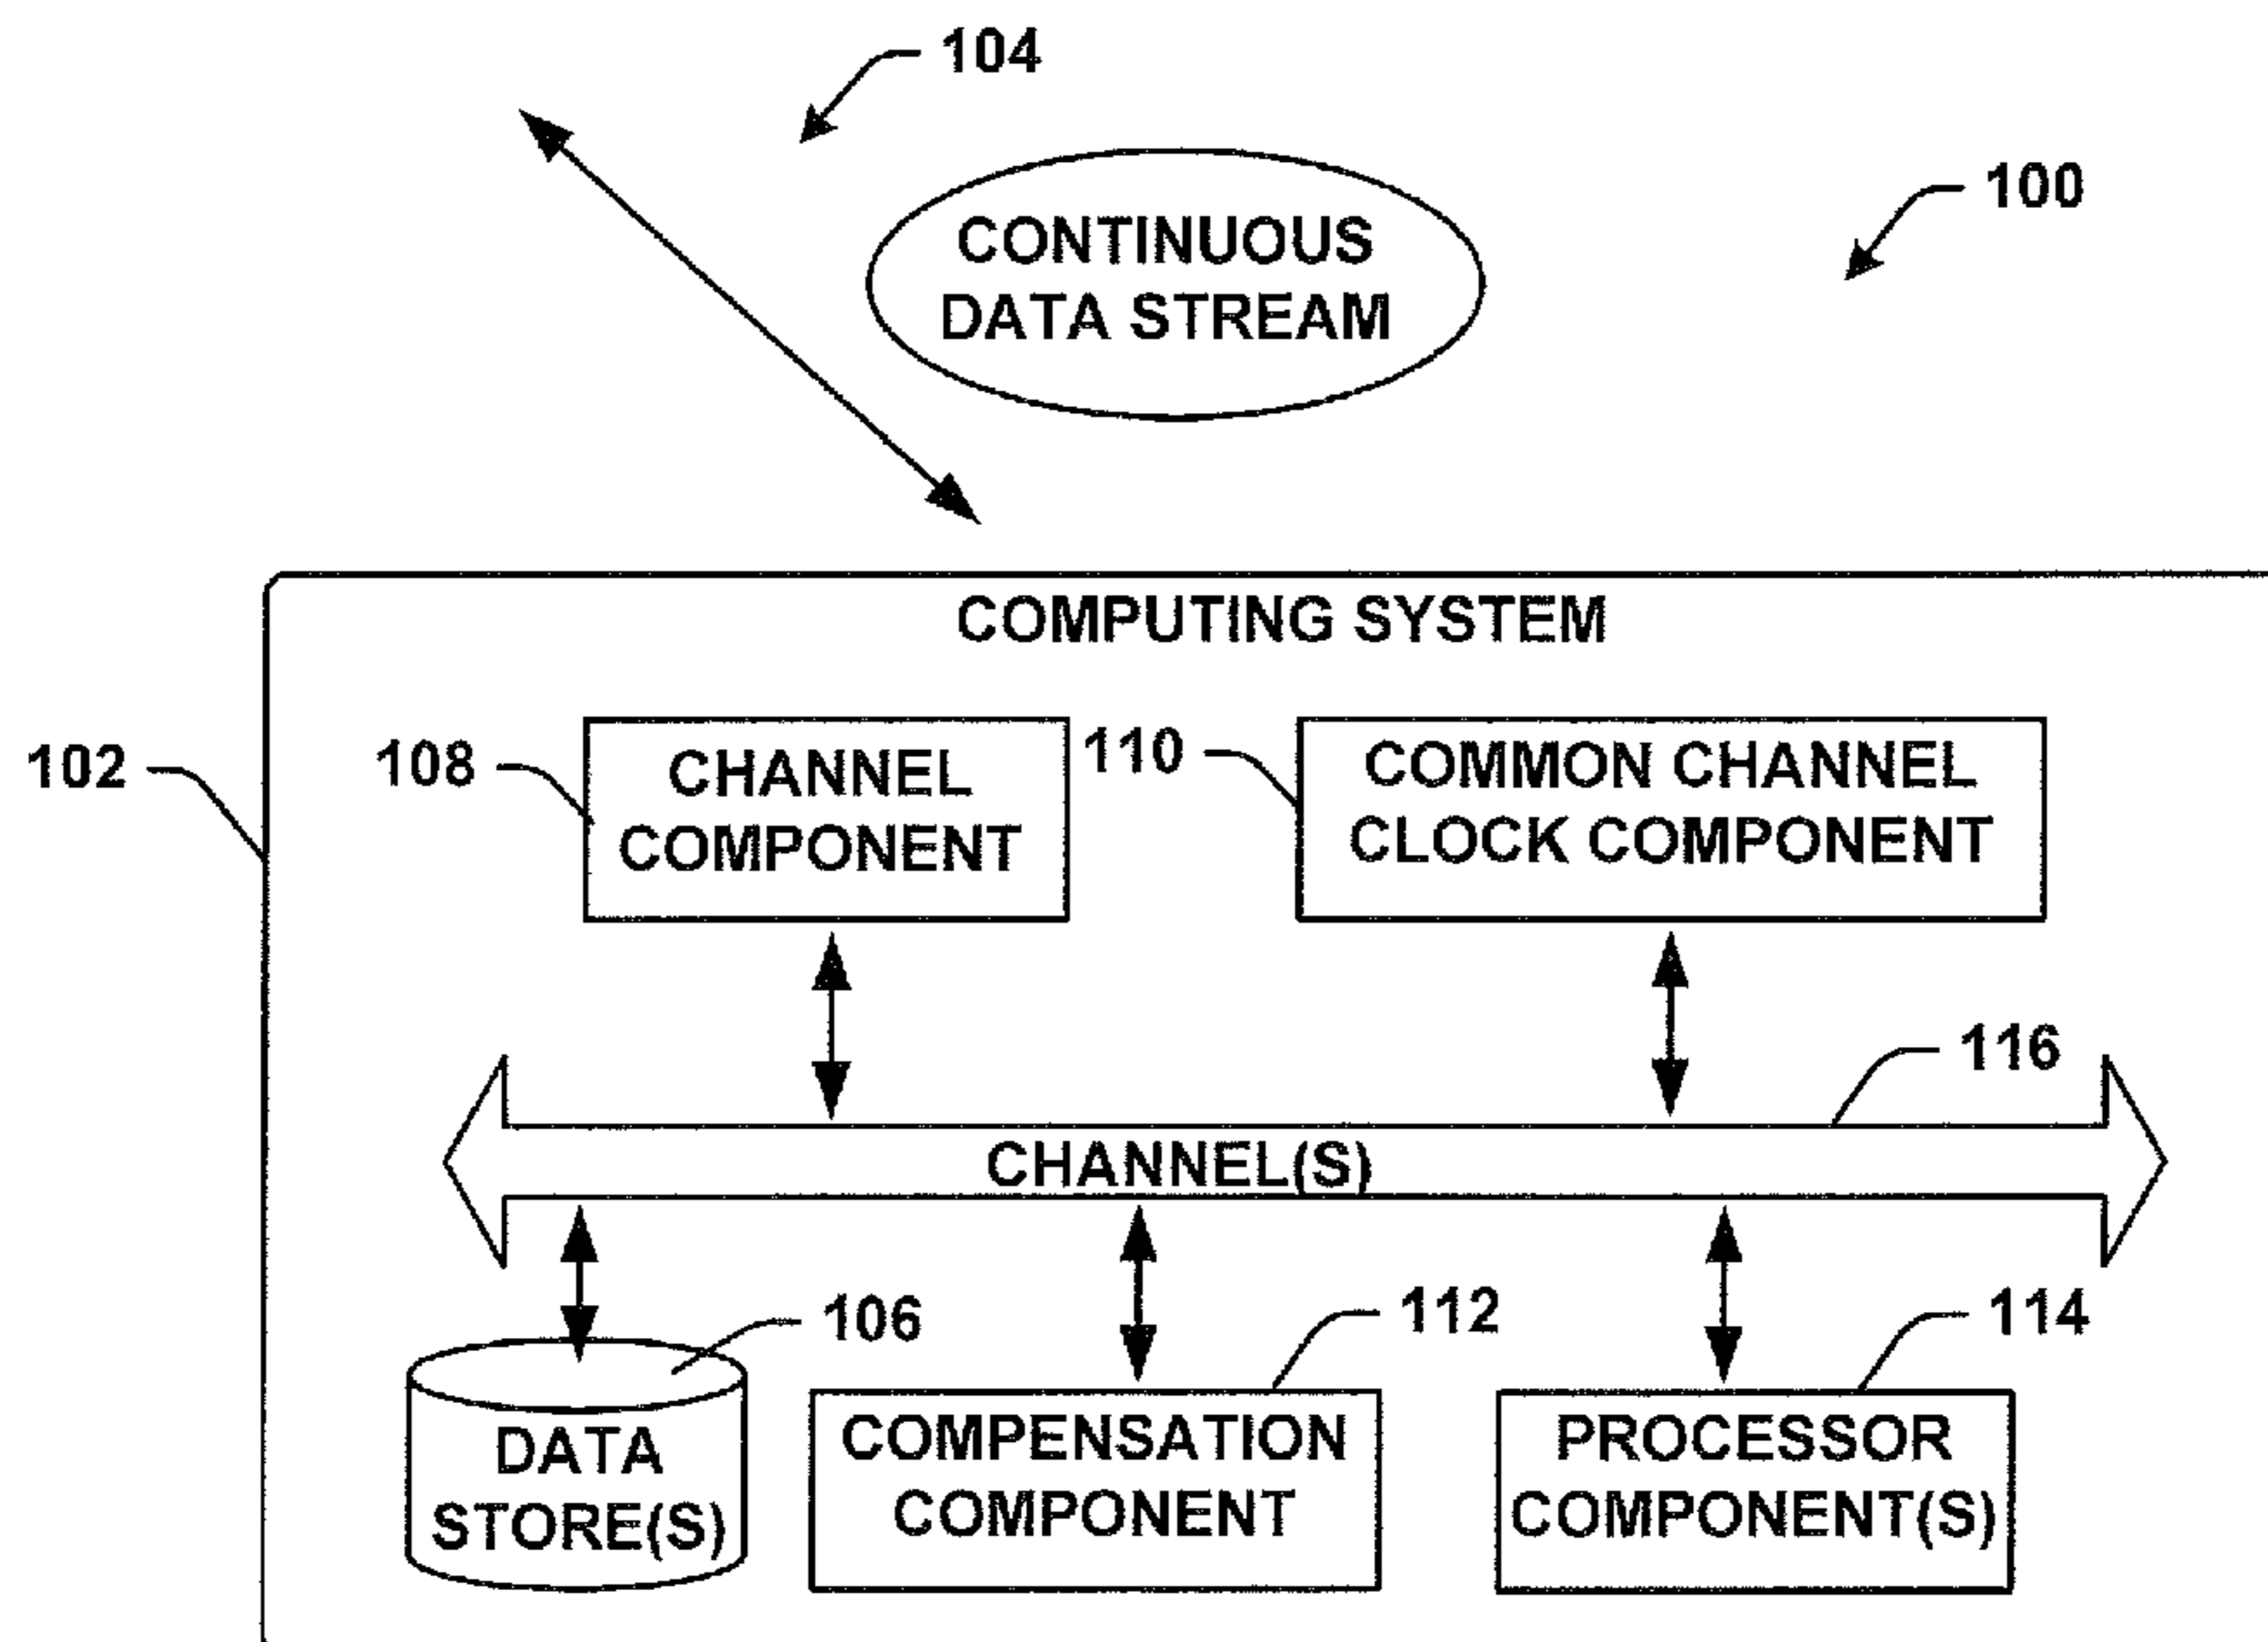 104
100
CONTINUOUS
DATA STREAM
COMPUTING SYSTEM
102
108
CHANNEL
COMPONENT
110
COMMON CHANNEL
CLOCK COMPONENT
116
CHANNEL(S)
106
112
114
DATA
STORE(S)
COMPENSATION
COMPONENT
PROCESSOR
COMPONENT(S)